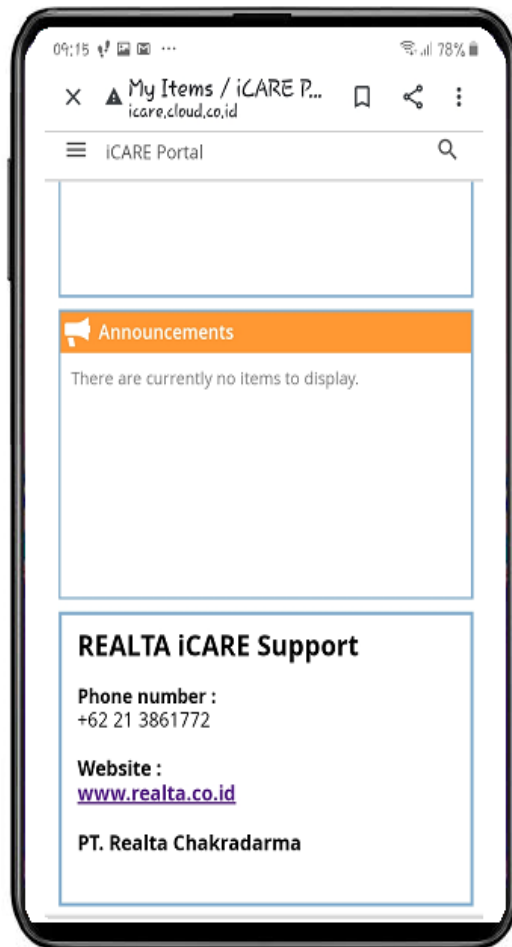 09:15 ... 78%
My Items / iCARE P...
icare.cloud.co.id
iCARE Portal
Announcements
There are currently no items to display.
REALTA iCARE Support
Phone number :
+62 21 3861772
Website :
www.realta.co.id
PT. Realta Chakradarma